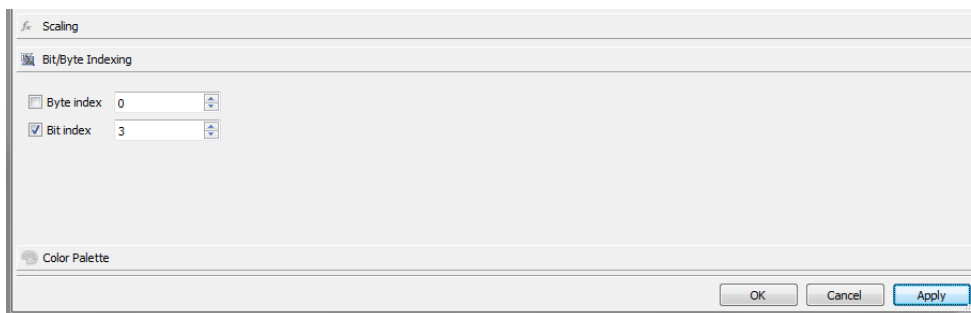 Scaling
Bit/Byte Indexing
Byte index 0
Bit index 3
Color Palette
OK Cancel Apply